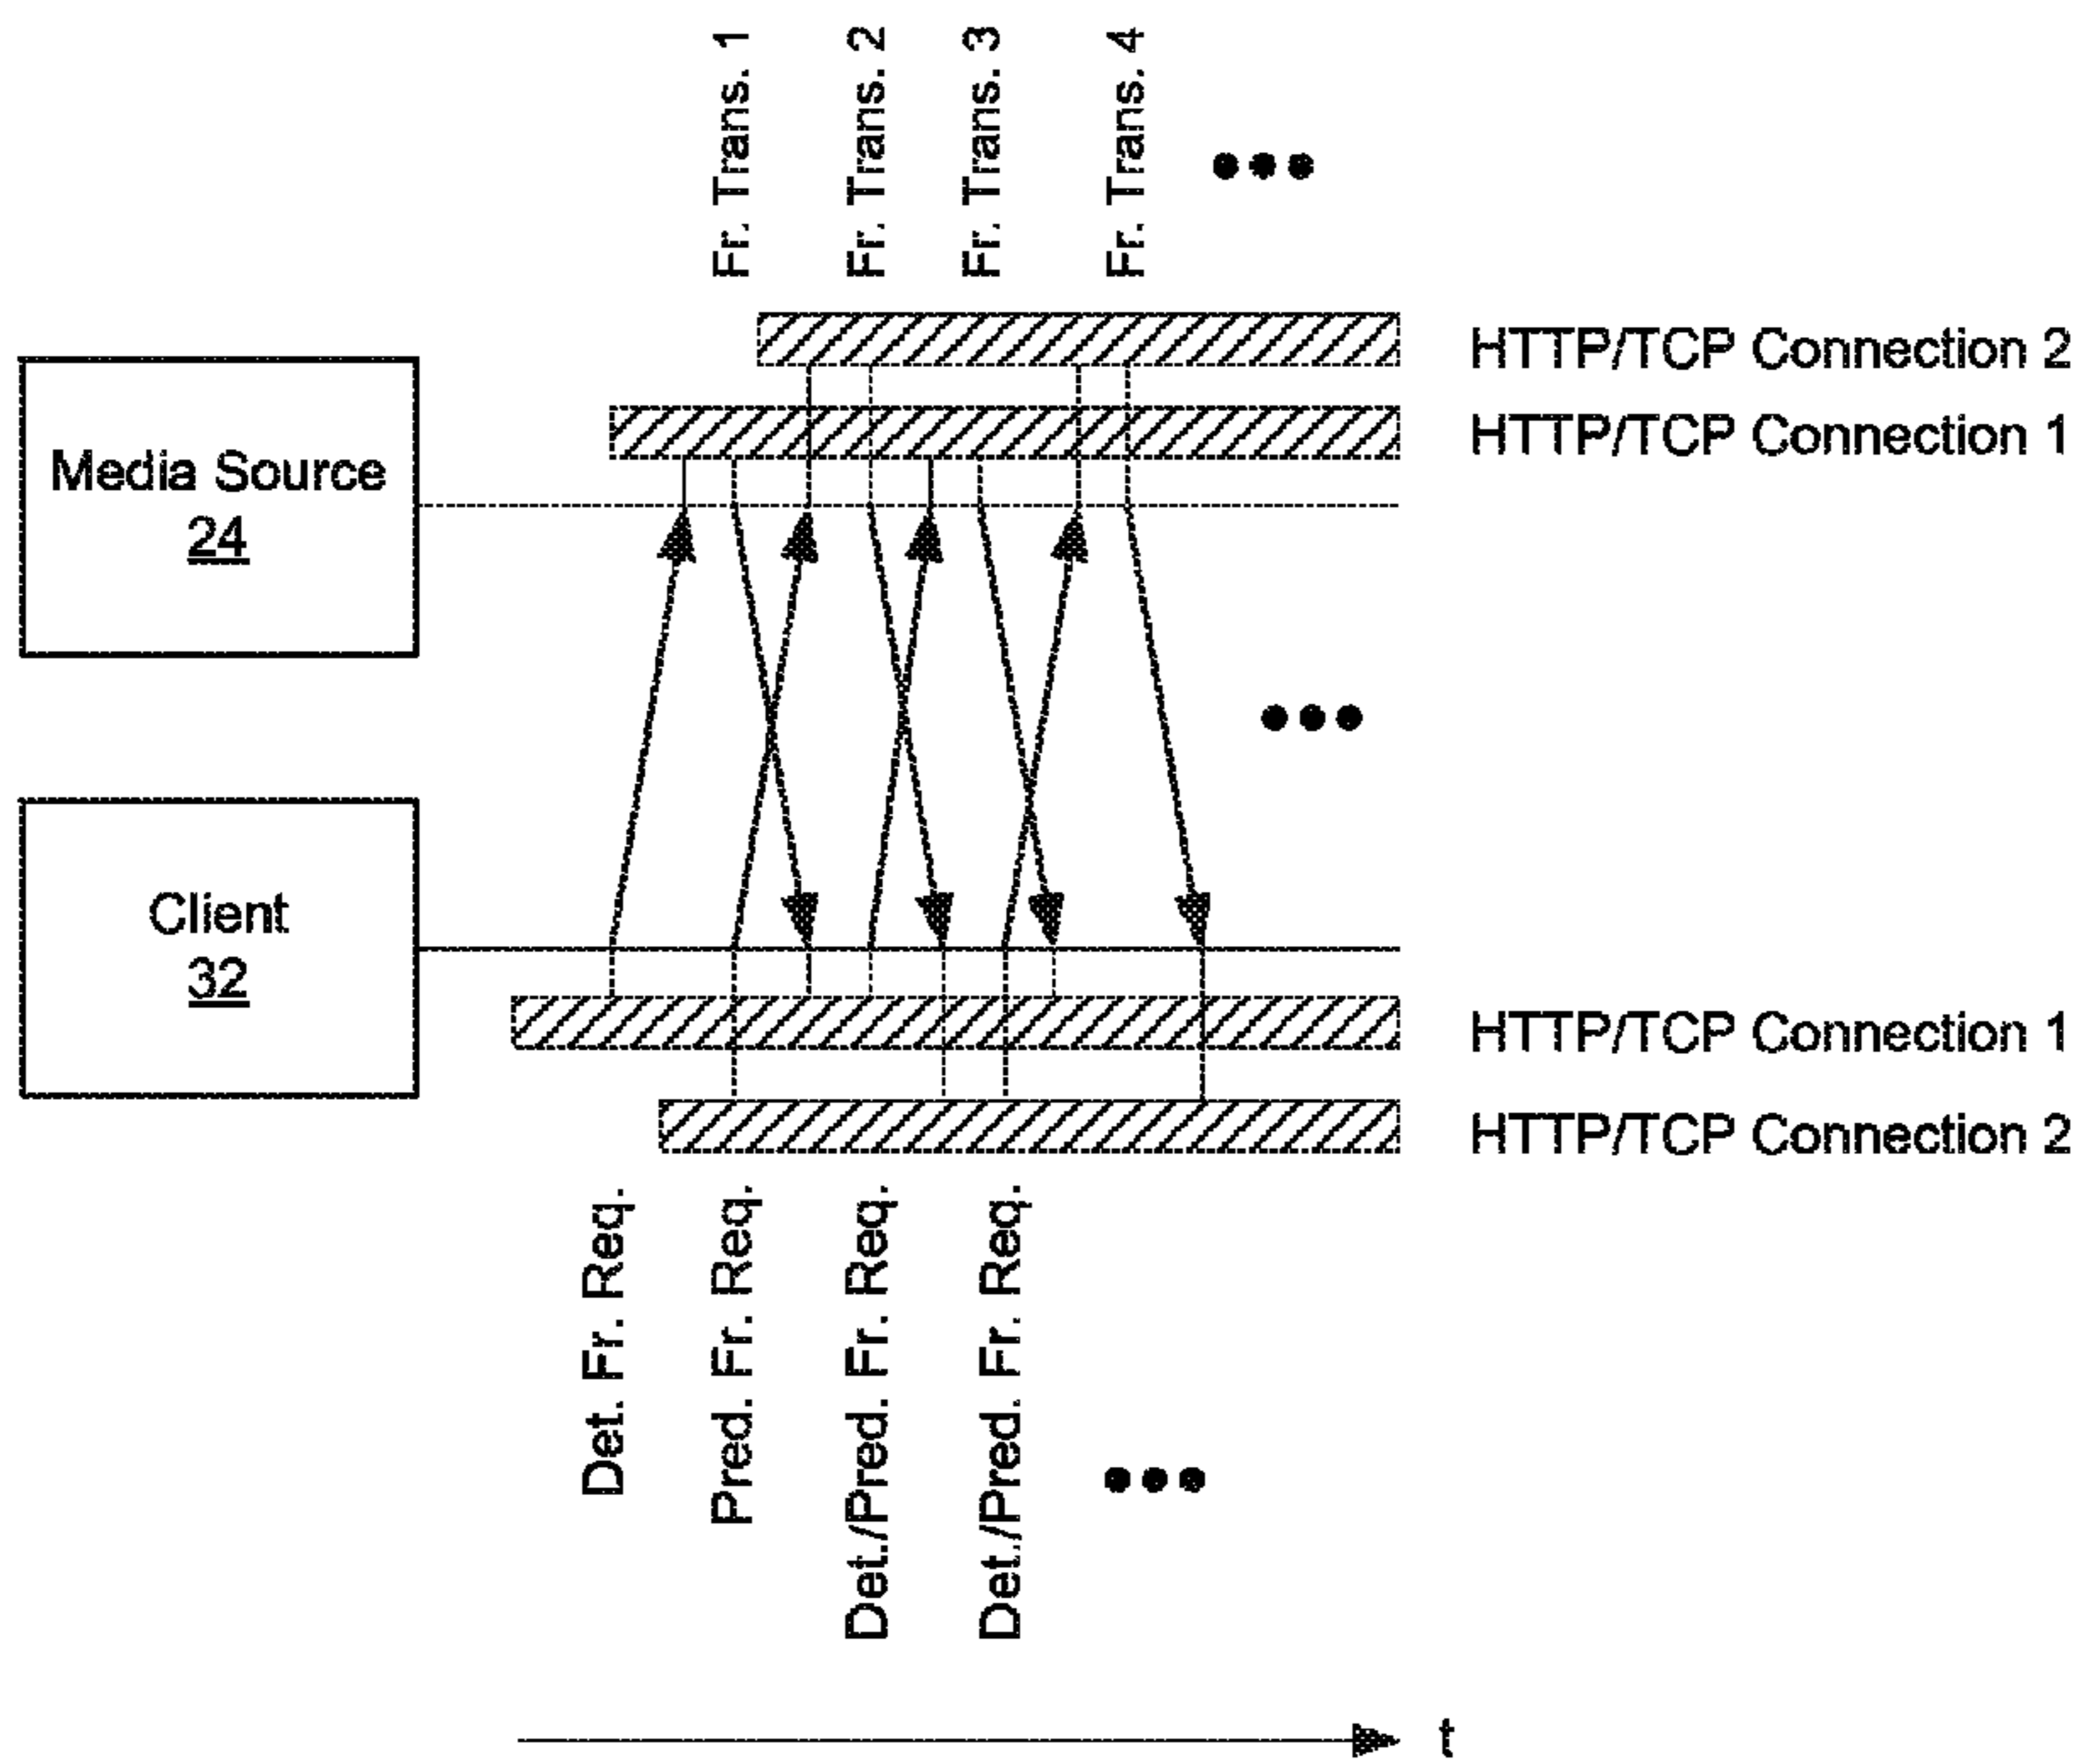 Fr. Trans. 1
Fr. Trans. 2
Fr. Trans. 3
Fr. Trans. 4
HTTP/TCP Connection 2
HTTP/TCP Connection 1
Media Source
24
Client
32
HTTP/TCP Connection 1
HTTP/TCP Connection 2
Det. Fr. Req.
Pred. Fr. Req.
Det./Pred. Fr. Req.
Det./Pred. Fr. Req.
t